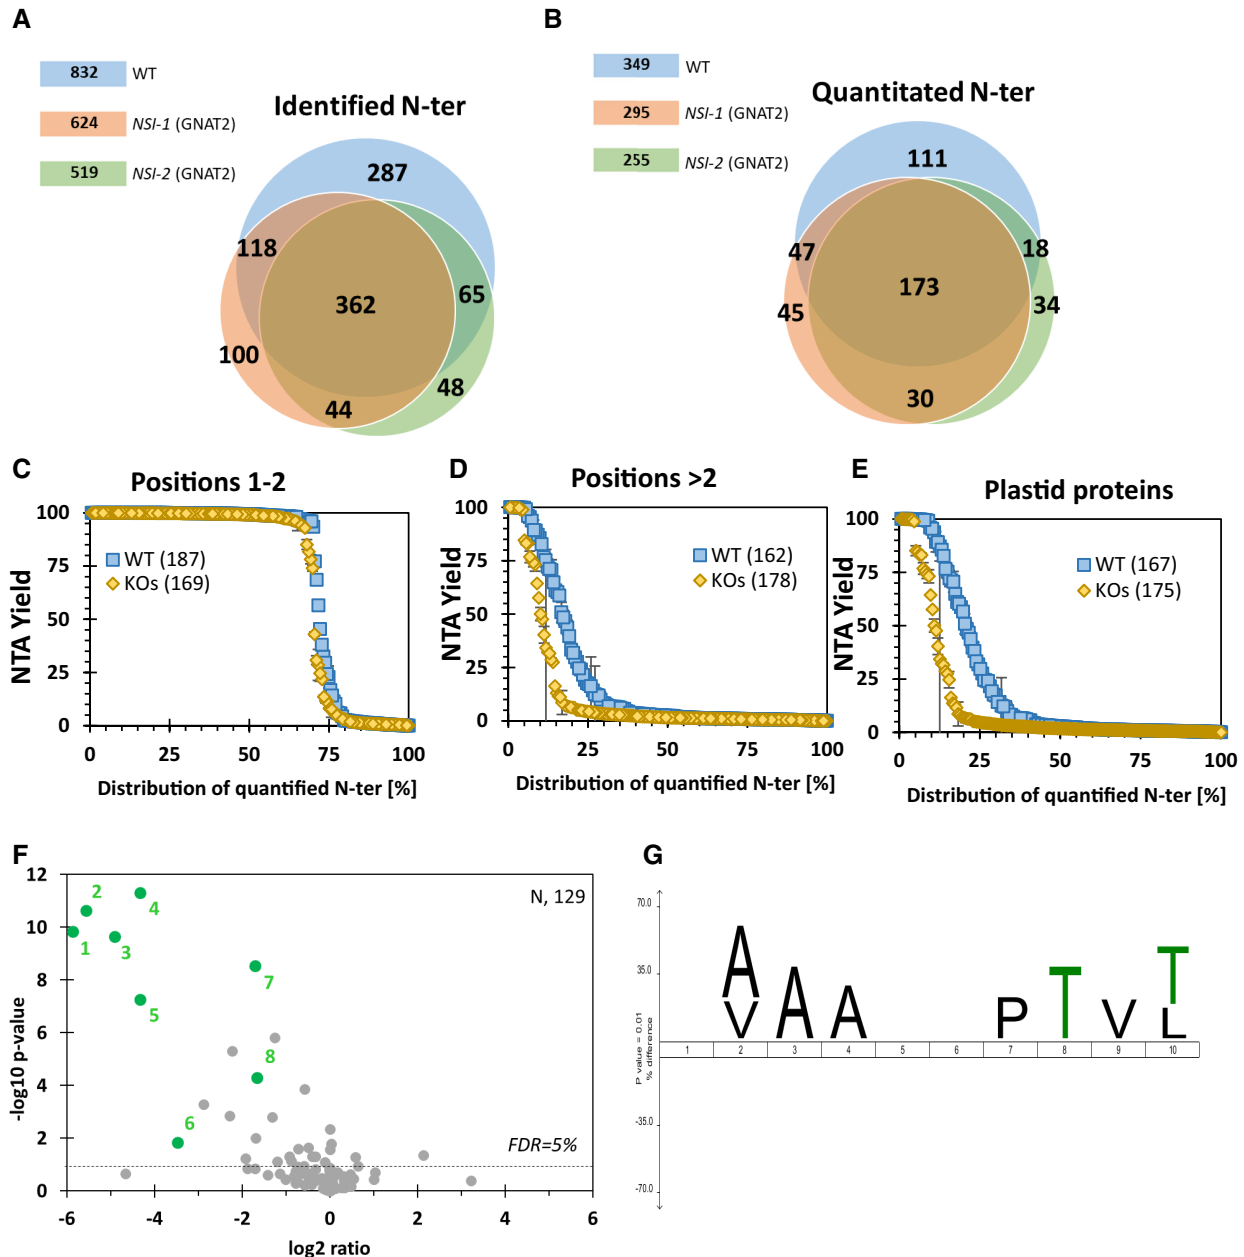 A
832 WT
624 NSI-1 (GNAT2)
519 NSI-2 (GNAT2)
Identified N-ter
287
118
362
65
100
48
44
B
349 WT
295 NSI-1 (GNAT2)
255 NSI-2 (GNAT2)
Quantitated N-ter
111
47
18
173
45
34
30
C
Positions 1-2
NTA Yield
100
75
50
25
0
WT (187)
KOs (169)
0 25 50 75 100
Distribution of quantified N-ter [%]
D
Positions >2
NTA Yield
100
75
50
25
0
WT (162)
KOs (178)
0 25 50 75 100
Distribution of quantified N-ter [%]
E
Plastid proteins
NTA Yield
100
75
50
25
0
WT (167)
KOs (175)
0 25 50 75 100
Distribution of quantified N-ter [%]
F
-log10 p-value
12
10
8
6
4
2
0
N, 129
2
4
1
3
7
5
8
6
FDR=5%
-6 -4 -2 0 2 4 6
log2 ratio
G
70.0
35.0
-35.0
-70.0
P value = 0.01
% difference
A A A P T V T
V L
1 2 3 4 5 6 7 8 9 10